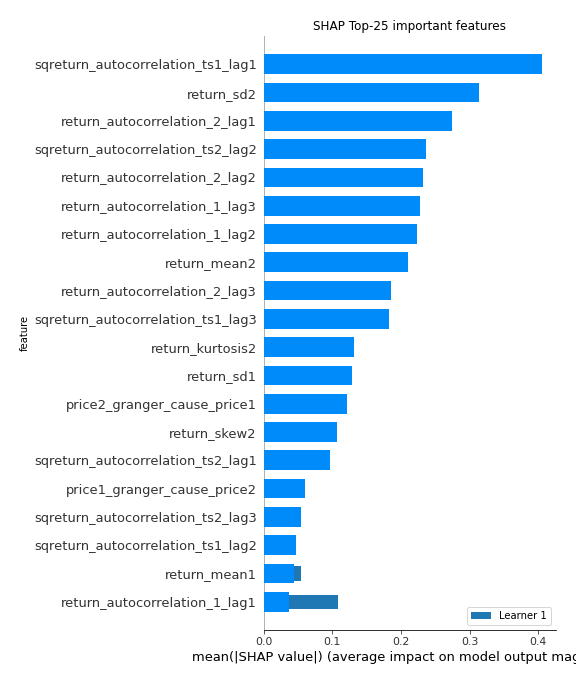 SHAP Top-25 important features
sqreturn_autocorrelation_ts1_lag1
return_sd2
return_autocorrelation_2_lag1
sqreturn_autocorrelation_ts2_lag2
return_autocorrelation_2_lag2
return_autocorrelation_1_lag3
return_autocorrelation_1_lag2
return_mean2
return_autocorrelation_2_lag3
sqreturn_autocorrelation_ts1_lag3
return_kurtosis2
return_sd1
price2_granger_cause_price1
return_skew2
sqreturn_autocorrelation_ts2_lag1
price1_granger_cause_price2
sqreturn_autocorrelation_ts2_lag3
sqreturn_autocorrelation_ts1_lag2
return_mean1
return_autocorrelation_1_lag1
feature
Learner 1
0.0 0.1 0.2 0.3 0.4
mean(|SHAP value|) (average impact on model output mag